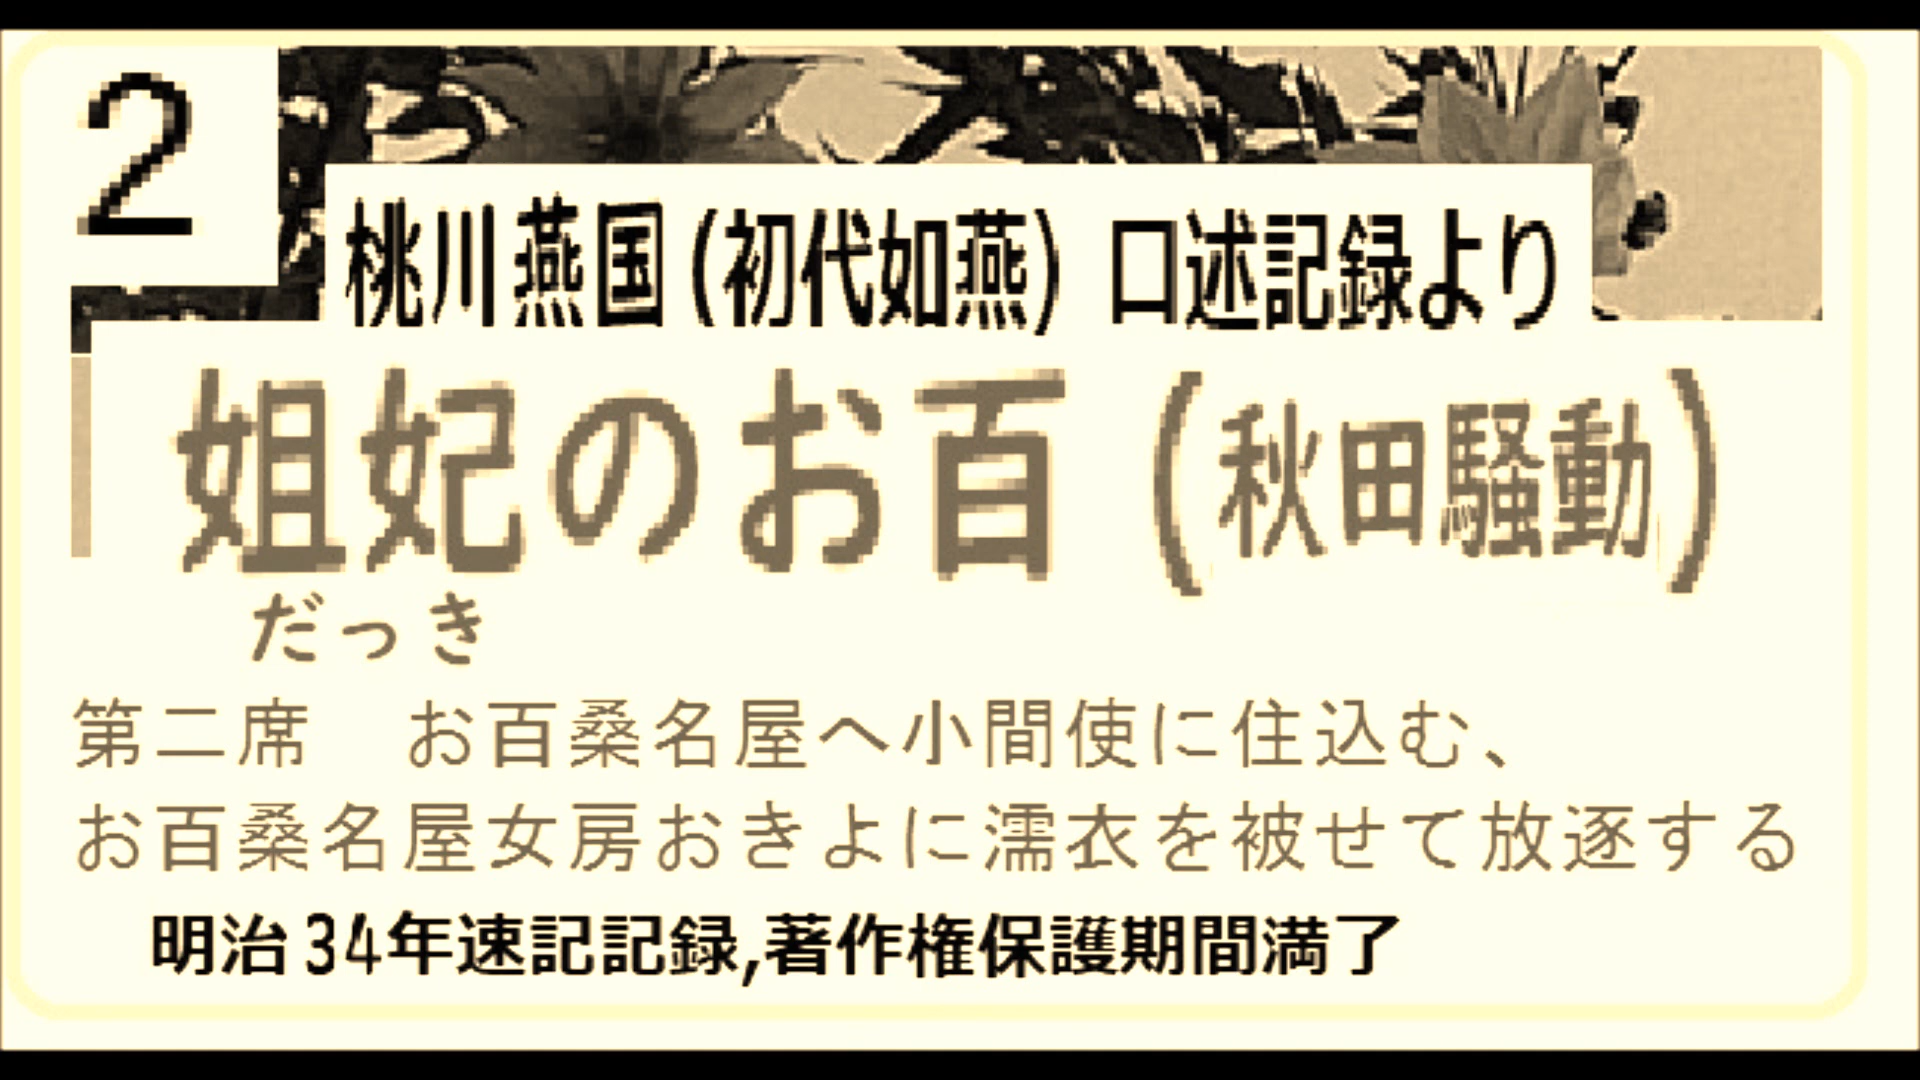 2
桃川燕国(初代如燕) 口述記録より
姐妃のお百(秋田騒動)
だっき
第二席　お百桑名屋へ小間使に住込む、
お百桑名屋女房おきよに濡衣を被せて放逐する
明治34年速記記録,著作権保護期間満了